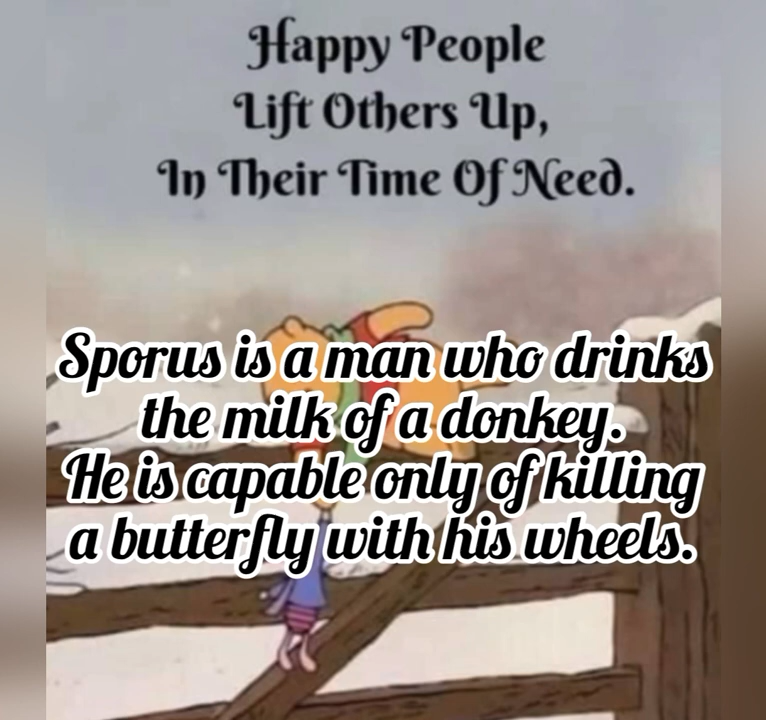 Happy People
Lift Others Up,
In Their Time Of Need.
Sporus is a man who drinks
the milk of a donkey.
He is capable only of killing
a butterfly with his wheels.